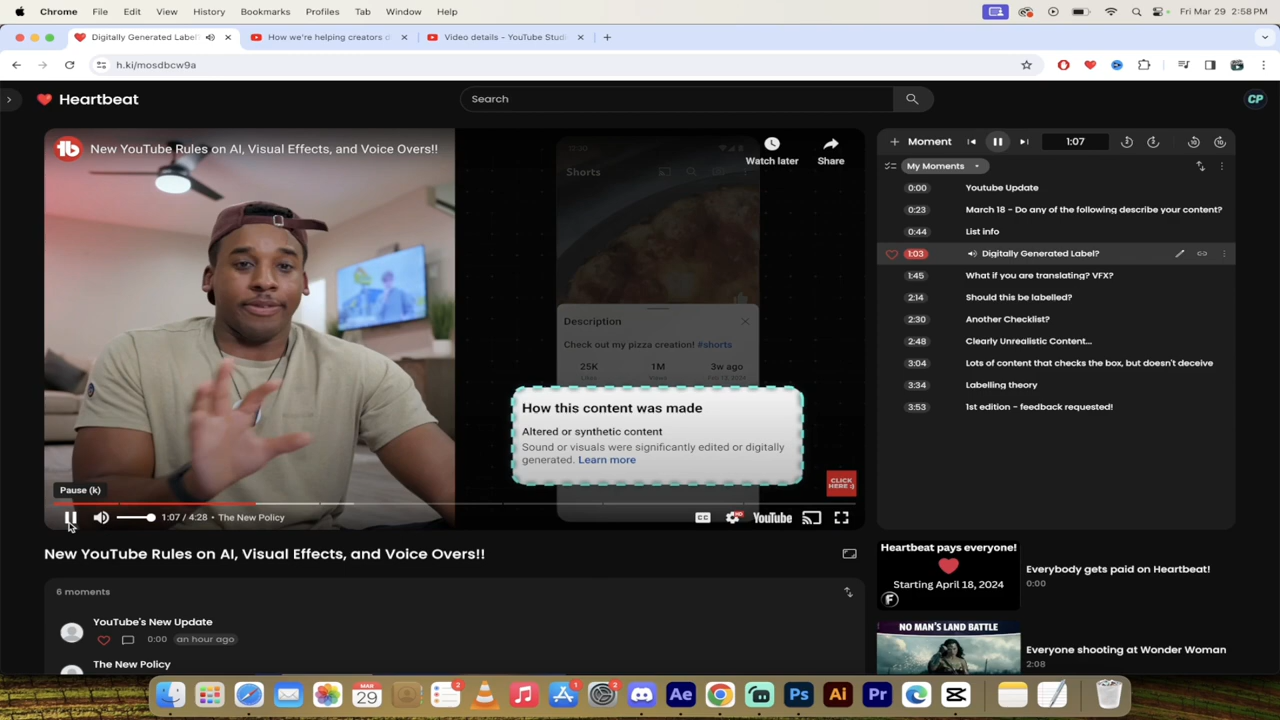 Chrome File Edit View History Bookmarks Profiles Tab Window Help
Fri Mar 29 2:58 PM
Digitally Generated Label?
How we're helping creators d
Video details - YouTube Stud
h.ki/mosdbcw9a
Heartbeat
Search
CP
New YouTube Rules on AI, Visual Effects, and Voice Overs!!
Watch later
Share
Shorts
Description
Check out my pizza creation! #shorts
25K 1M 3w ago
How this content was made
Altered or synthetic content
Sound or visuals were significantly edited or digitally
generated. Learn more
CLICK
HERE :)
Pause (k)
1:07 / 4:28 • The New Policy
CC
HD
YouTube
Moment
1:07
My Moments
0:00 Youtube Update
0:23 March 18 - Do any of the following describe your content?
0:44 List info
1:03 Digitally Generated Label?
1:45 What if you are translating? VFX?
2:14 Should this be labelled?
2:30 Another Checklist?
2:48 Clearly Unrealistic Content...
3:04 Lots of content that checks the box, but doesn't deceive
3:34 Labelling theory
3:53 1st edition - feedback requested!
New YouTube Rules on AI, Visual Effects, and Voice Overs!!
6 moments
YouTube's New Update
0:00 an hour ago
The New Policy
Heartbeat pays everyone!
Starting April 18, 2024
F
Everybody gets paid on Heartbeat!
0:00
NO MAN'S LAND BATTLE
Everyone shooting at Wonder Woman
2:08
MAR
29
2
1
2
Ae
Ps
Ai
Pr